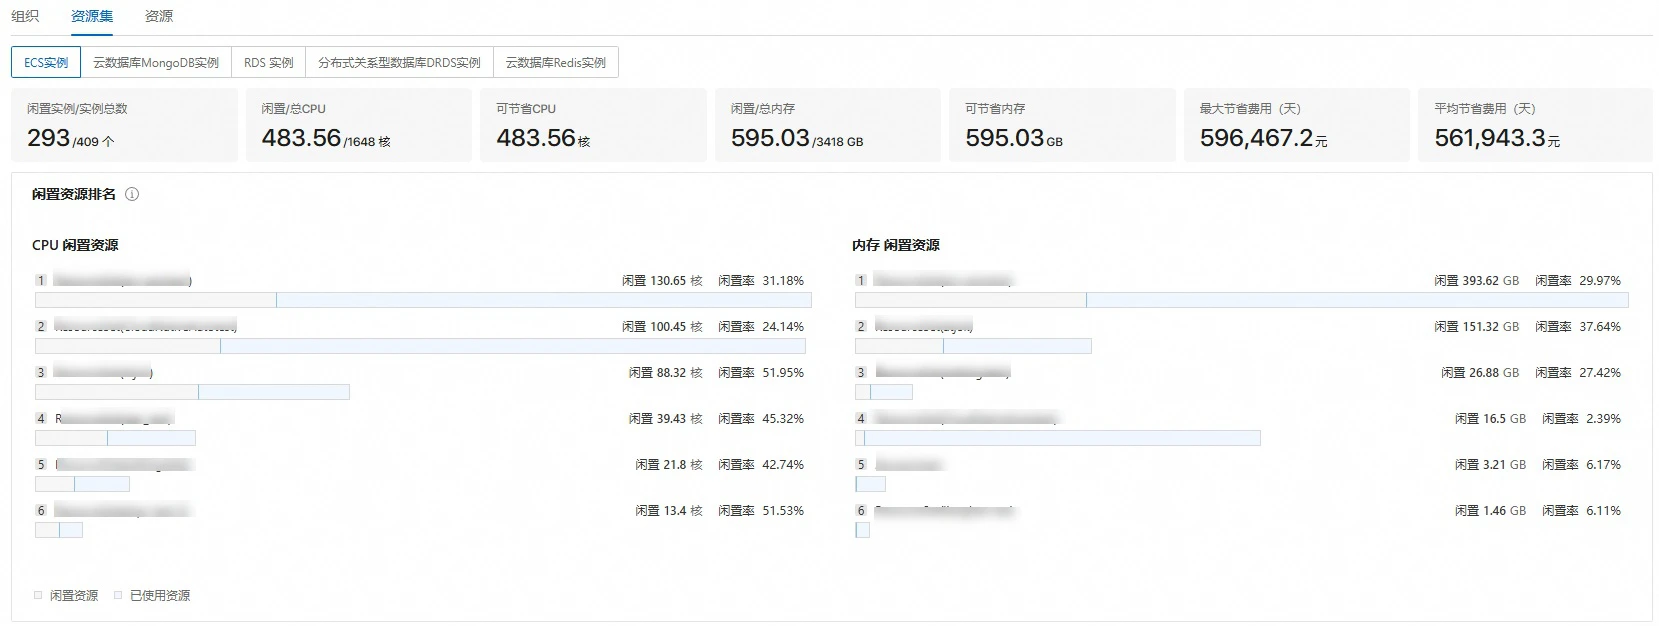 组织 资源集 资源
ECS实例 云数据库MongoDB实例 RDS 实例 分布式关系型数据库DRDS实例 云数据库Redis实例
闲置实例/实例总数 闲置/总CPU 可节省CPU 闲置/总内存 可节省内存 最大节省费用（天） 平均节省费用（天）
293/409 个 483.56/1648 核 483.56核 595.03/3418 GB 595.03GB 596,467.2元 561,943.3元
闲置资源排名
CPU 闲置资源
1 闲置 130.65 核 闲置率 31.18%
2 闲置 100.45 核 闲置率 24.14%
3 闲置 88.32 核 闲置率 51.95%
4 闲置 39.43 核 闲置率 45.32%
5 闲置 21.8 核 闲置率 42.74%
6 闲置 13.4 核 闲置率 51.53%
内存 闲置资源
1 闲置 393.62 GB 闲置率 29.97%
2 闲置 151.32 GB 闲置率 37.64%
3 闲置 26.88 GB 闲置率 27.42%
4 闲置 16.5 GB 闲置率 2.39%
5 闲置 3.21 GB 闲置率 6.17%
6 闲置 1.46 GB 闲置率 6.11%
闲置资源 已使用资源